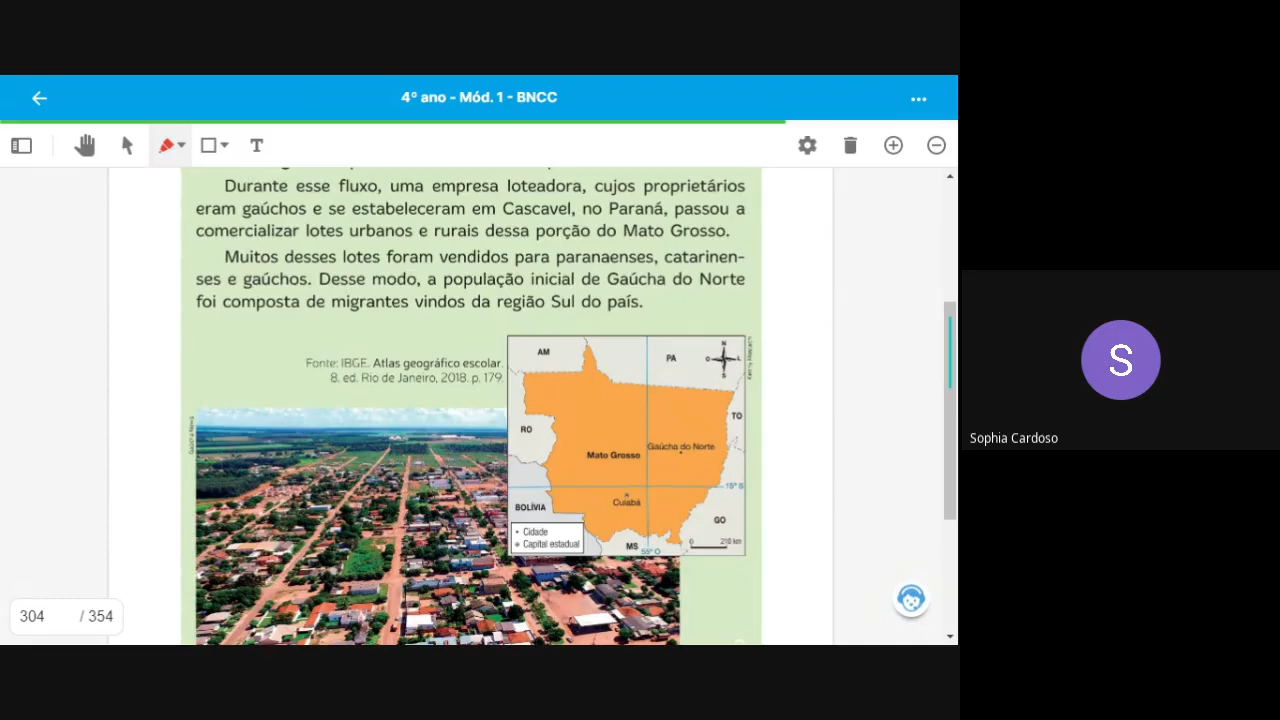 4º ano - Mód. 1 - BNCC
T
Durante esse fluxo, uma empresa loteadora, cujos proprietários
eram gaúchos e se estabeleceram em Cascavel, no Paraná, passou a
comercializar lotes urbanos e rurais dessa porção do Mato Grosso.
Muitos desses lotes foram vendidos para paranaenses, catarinen-
ses e gaúchos. Desse modo, a população inicial de Gaúcha do Norte
foi composta de migrantes vindos da região Sul do país.
Fonte: IBGE. Atlas geográfico escolar.
8. ed. Rio de Janeiro, 2018. p. 179.
AM
PA
N
O
L
S
TO
RO
Gaúcha do Norte
Mato Grosso
Cuiabá
BOLÍVIA
GO
Cidade
Capital estadual
MS
55° O
0 210 km
304 / 354
S
Sophia Cardoso